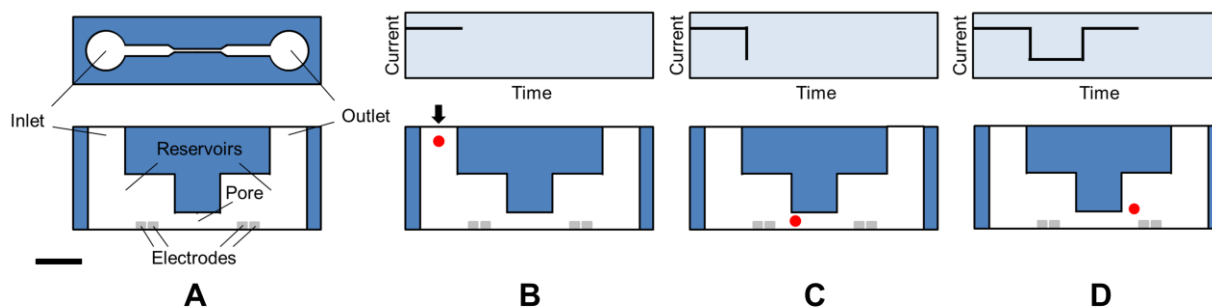 Current
Time
Current
Time
Current
Time
Inlet
Outlet
Reservoirs
Pore
Electrodes
A
B
C
D